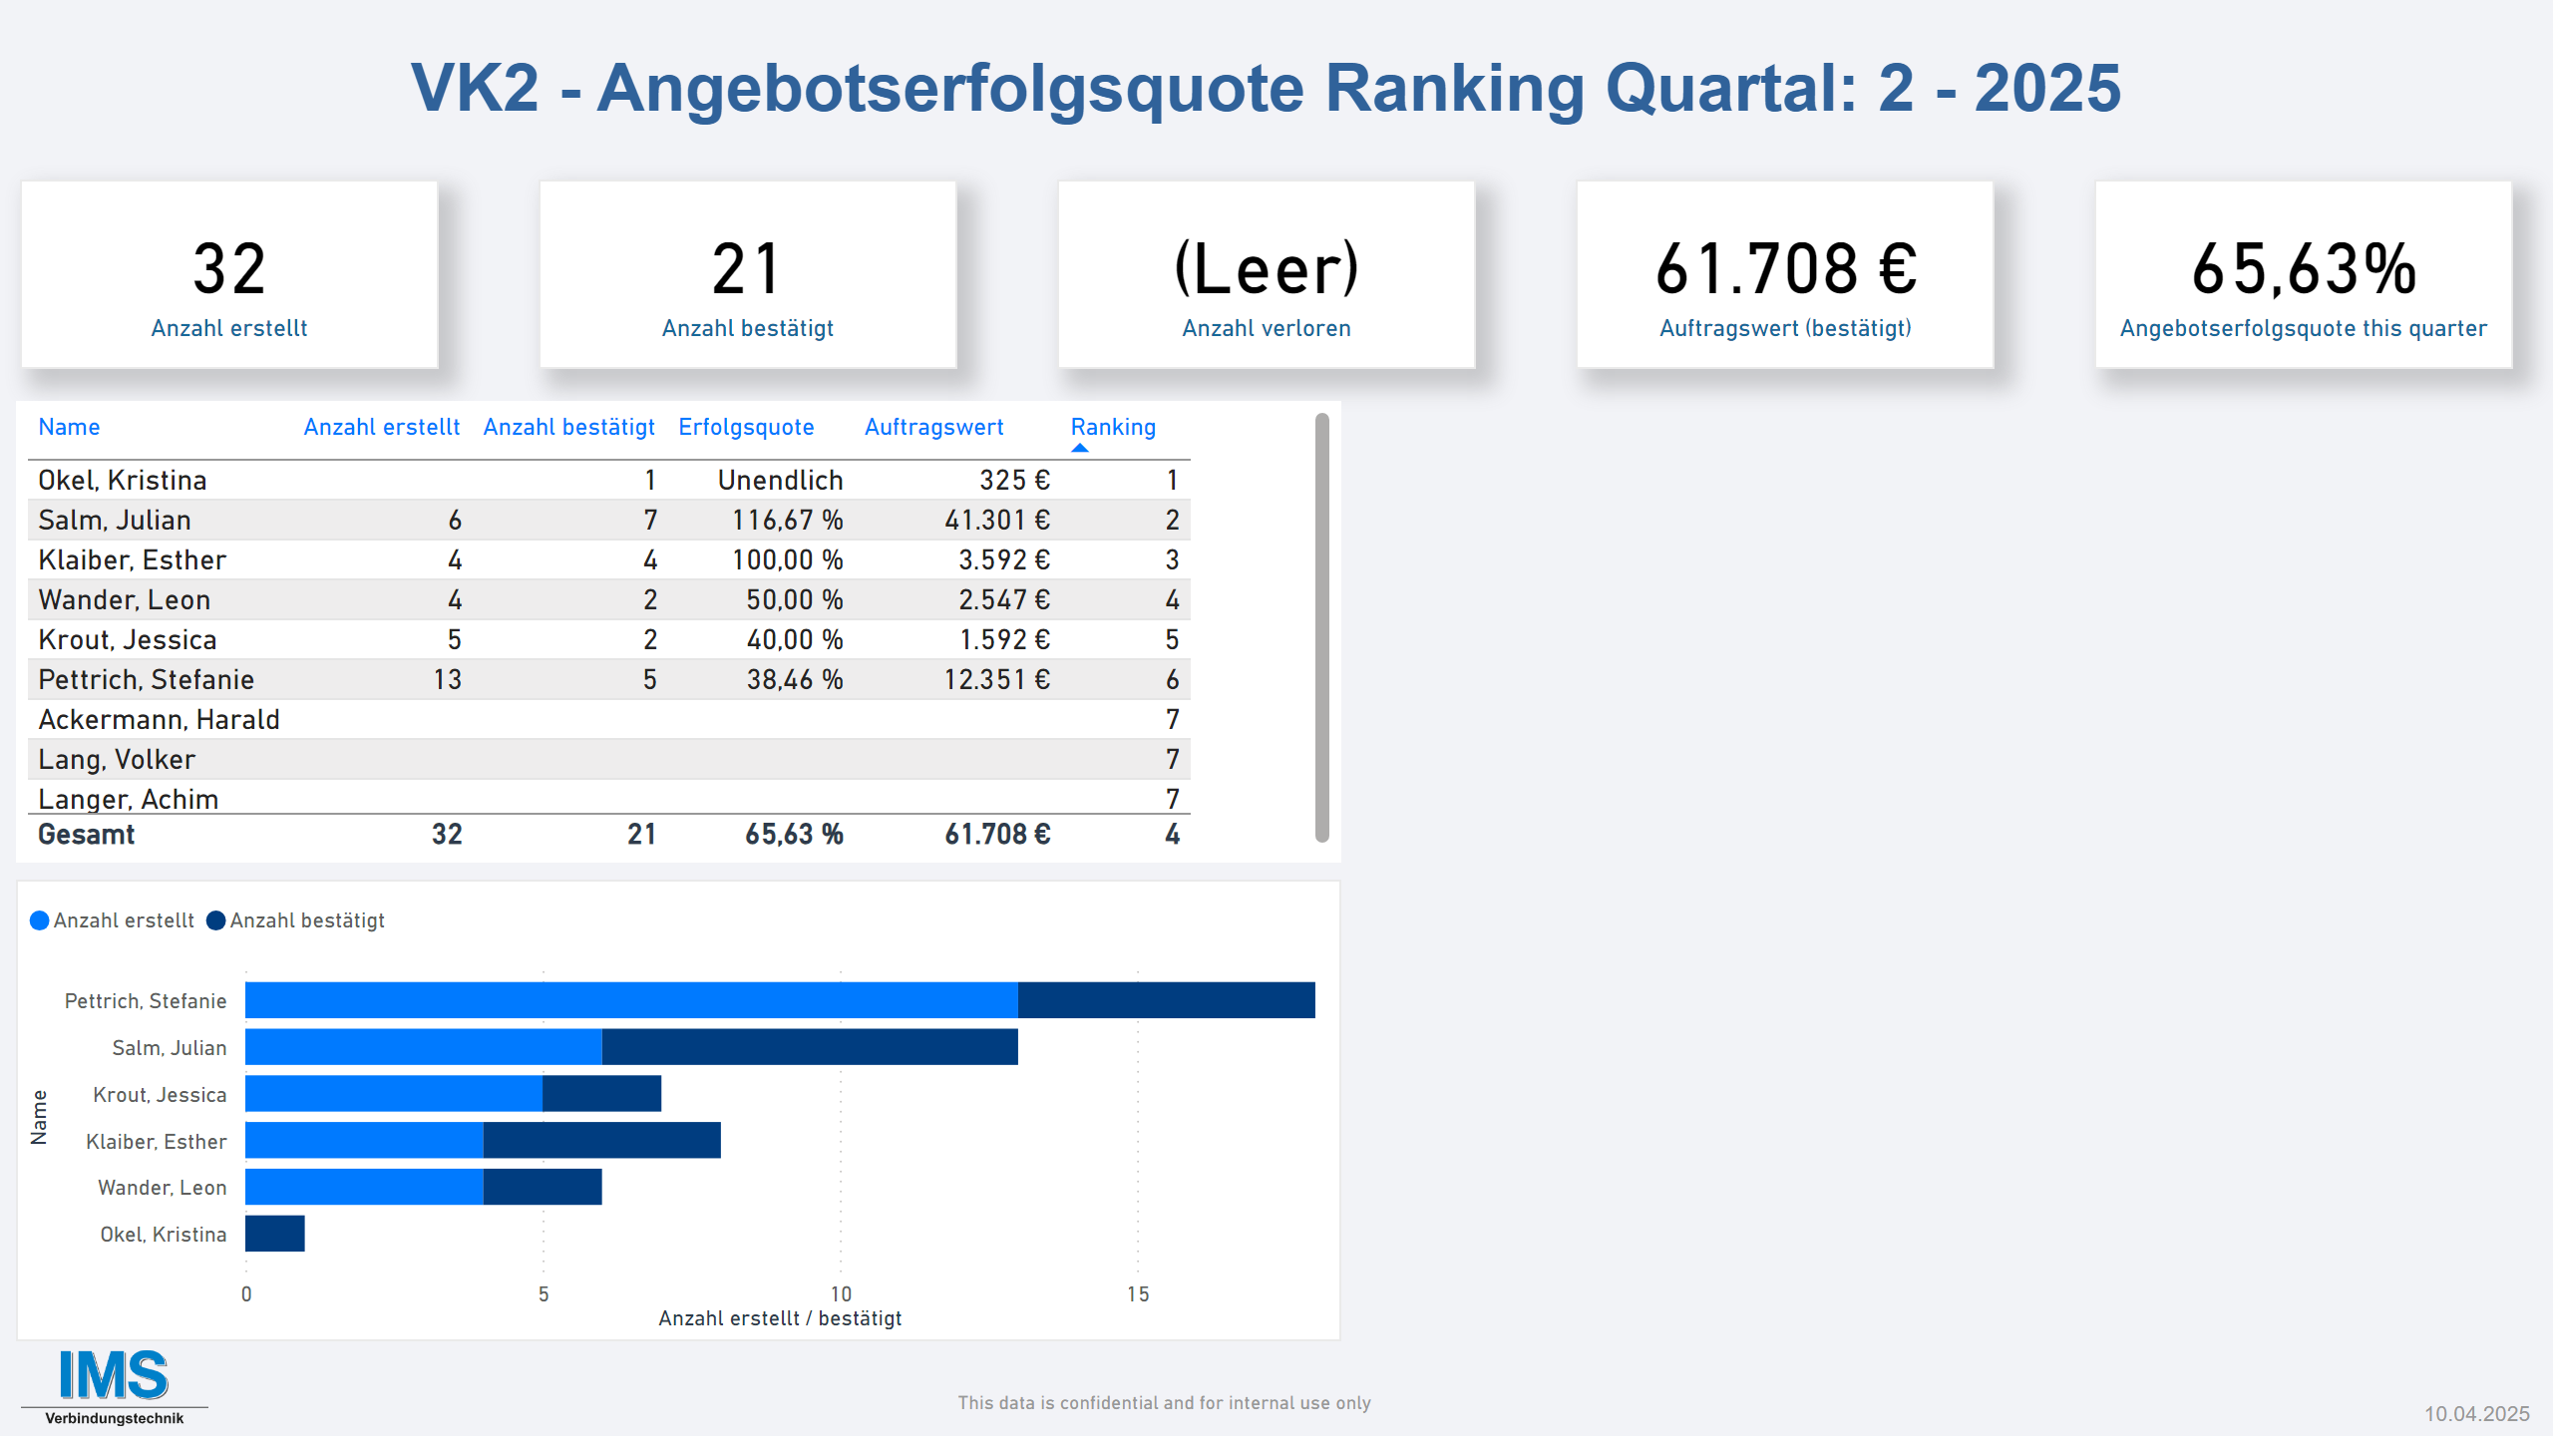 VK2 - Angebotserfolgsquote Ranking Quartal: 2 - 2025
32
Anzahl erstellt
21
Anzahl bestätigt
(Leer)
Anzahl verloren
61.708 €
Auftragswert (bestätigt)
65,63%
Angebotserfolgsquote this quarter
Name Anzahl erstellt Anzahl bestätigt Erfolgsquote Auftragswert Ranking
Okel, Kristina 1 Unendlich 325 € 1
Salm, Julian 6 7 116,67 % 41.301 € 2
Klaiber, Esther 4 4 100,00 % 3.592 € 3
Wander, Leon 4 2 50,00 % 2.547 € 4
Krout, Jessica 5 2 40,00 % 1.592 € 5
Pettrich, Stefanie 13 5 38,46 % 12.351 € 6
Ackermann, Harald 7
Lang, Volker 7
Langer, Achim 7
Gesamt 32 21 65,63 % 61.708 € 4
Anzahl erstellt Anzahl bestätigt
Name
Pettrich, Stefanie
Salm, Julian
Krout, Jessica
Klaiber, Esther
Wander, Leon
Okel, Kristina
0 5 10 15
Anzahl erstellt / bestätigt
IMS
Verbindungstechnik
This data is confidential and for internal use only
10.04.2025